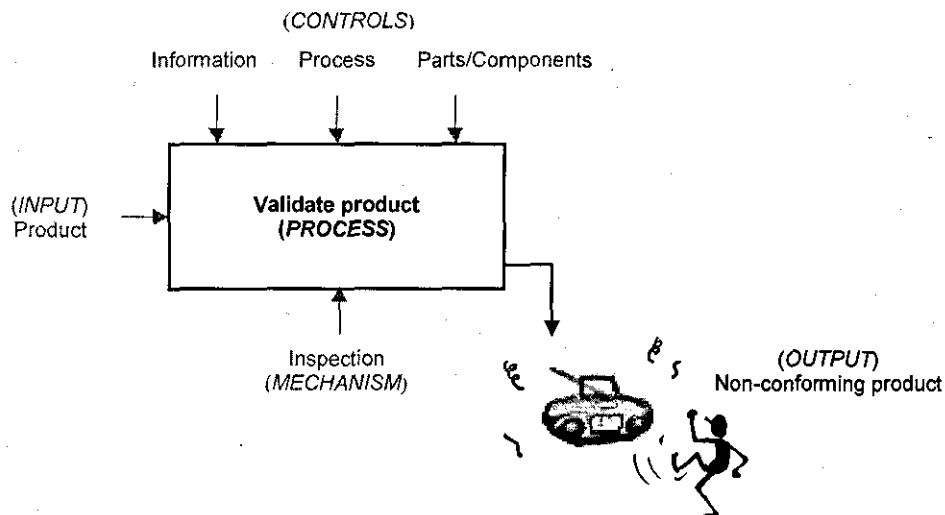 (CONTROLS)
Information Process Parts/Components
(INPUT)
Product
Validate product
(PROCESS)
Inspection
(MECHANISM)
(OUTPUT)
Non-conforming product